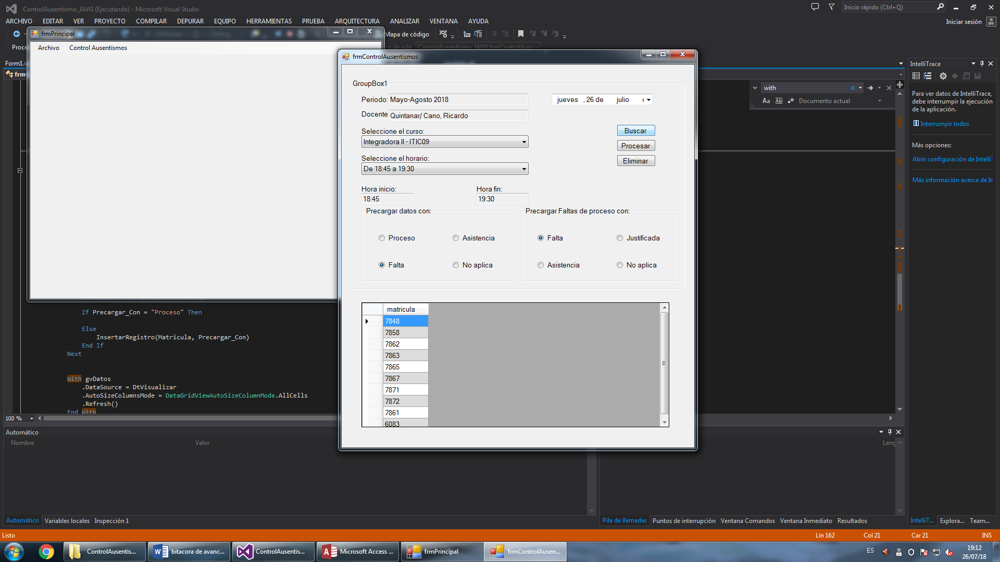 ControlAusentismo_JAVG (Ejecutando) - Microsoft Visual Studio
Inicio rápido (Ctrl+Q)
ARCHIVO EDITAR VER PROYECTO COMPILAR DEPURAR EQUIPO HERRAMIENTAS PRUEBA ARQUITECTURA ANALIZAR VENTANA AYUDA
Iniciar sesión
frmPrincipal
Mapa de código
Archivo Control Ausentismos
frmControlAusentismos
GroupBox1
Periodo: Mayo-Agosto 2018
jueves , 26 de julio
Docente Quintanar/ Cano, Ricardo
Seleccione el curso:
Integradora II - ITIC09
Seleccione el horario:
De 18:45 a 19:30
Hora inicio:
18:45
Hora fin:
19:30
Buscar
Procesar
Eliminar
Precargar datos con:
Proceso Asistencia
Falta No aplica
Precargar Faltas de proceso con:
Falta Justificada
Asistencia No aplica
matricula
7848
7858
7862
7863
7865
7867
7871
7872
7861
6083
If Precargar_Con = "Proceso" Then
Else
InsertarRegistro(Matricula, Precargar_Con)
End If
Next
With gvDatos
.DataSource = DtVisualizar
.AutoSizeColumnsMode = DataGridViewAutoSizeColumnMode.AllCells
.Refresh()
End With
100 %
with
Aa Documento actual
IntelliTrace
Para ver datos de IntelliTrace,
debe interrumpir la ejecución
de la aplicación.
Interrumpir todos
Más opciones:
Abrir configuración de Intelli
Más información acerca de In
Automático
Nombre Valor
Leng
Automático Variables locales Inspección 1
Pila de llamadas Puntos de interrupción Ventana Comandos Ventana Inmediato Resultados
IntelliT... Explora... Team...
Listo
Lín 162 Col 21 Car 21 INS
ControlAusentis...
bitacora de avanc...
ControlAusentis...
Microsoft Access ...
frmPrincipal
frmControlAusen...
ES
19:12
26/07/18